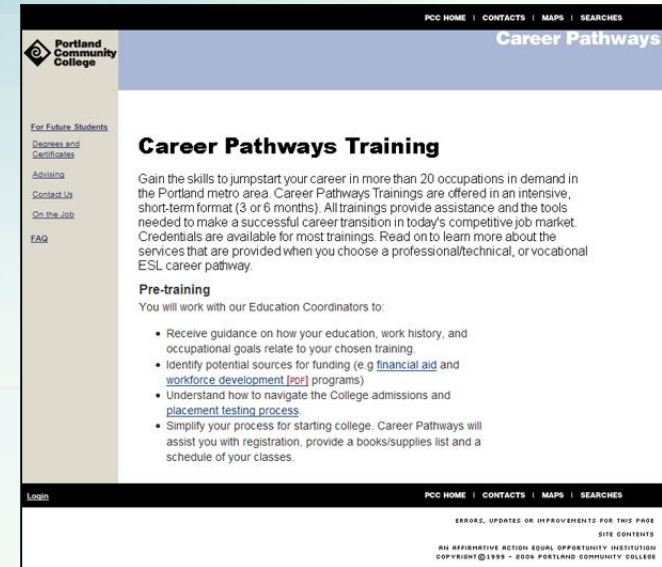 PCC HOME | CONTACTS | MAPS | SEARCHES
Portland
Community
College
Career Pathways
For Future Students
Degrees and
Certificates
Advising
Contact Us
On the Job
FAQ
Career Pathways Training
Gain the skills to jumpstart your career in more than 20 occupations in demand in
the Portland metro area. Career Pathways Trainings are offered in an intensive,
short-term format (3 or 6 months). All trainings provide assistance and the tools
needed to make a successful career transition in today's competitive job market.
Credentials are available for most trainings. Read on to learn more about the
services that are provided when you choose a professional/technical, or vocational
ESL career pathway.
Pre-training
You will work with our Education Coordinators to:
• Receive guidance on how your education, work history, and
occupational goals relate to your chosen training.
• Identify potential sources for funding (e.g financial aid and
workforce development [PDF] programs)
• Understand how to navigate the College admissions and
placement testing process.
• Simplify your process for starting college. Career Pathways will
assist you with registration, provide a books/supplies list and a
schedule of your classes.
Login
PCC HOME | CONTACTS | MAPS | SEARCHES
ERRORS, UPDATES OR IMPROVEMENTS FOR THIS PAGE
SITE CONTENTS
AN AFFIRMATIVE ACTION EQUAL OPPORTUNITY INSTITUTION
COPYRIGHT © 1999 - 2006 PORTLAND COMMUNITY COLLEGE